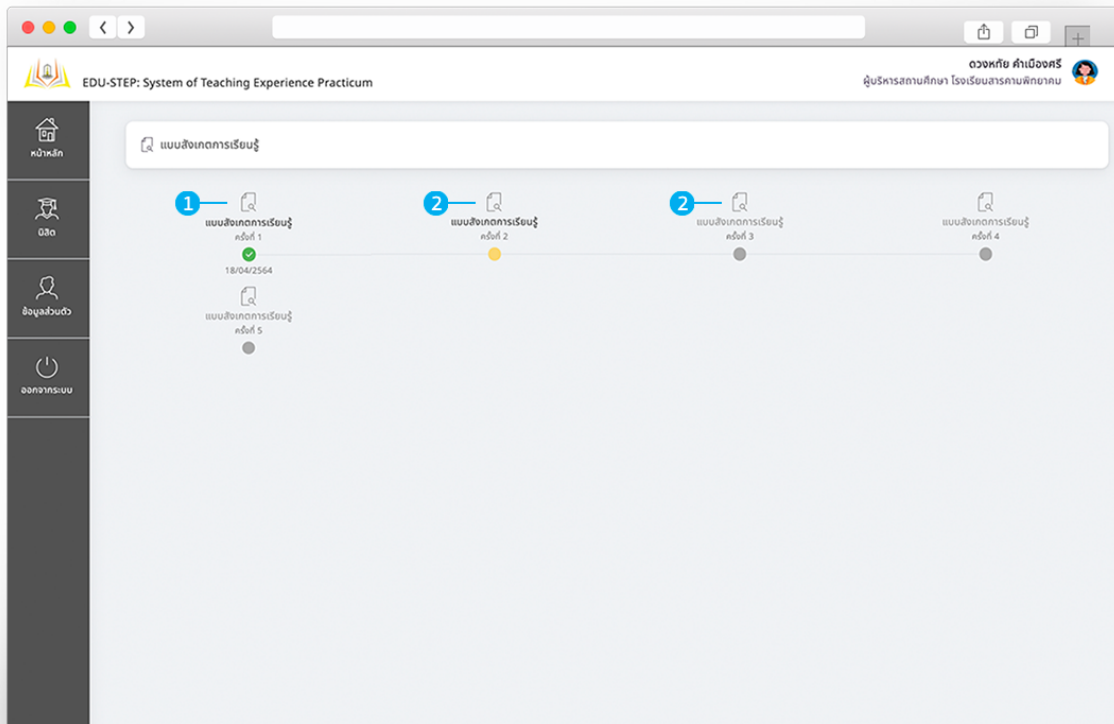 ดวงหทัย คำเมืองศรี
EDU-STEP: System of Teaching Experience Practicum
ผู้บริหารสถานศึกษา โรงเรียนสารคามพิทยาคม
หน้าหลัก
นิสิต
ข้อมูลส่วนตัว
ออกจากระบบ
แบบสังเกตการเรียนรู้
1
แบบสังเกตการเรียนรู้
ครั้งที่ 1
18/04/2564
2
แบบสังเกตการเรียนรู้
ครั้งที่ 2
2
แบบสังเกตการเรียนรู้
ครั้งที่ 3
แบบสังเกตการเรียนรู้
ครั้งที่ 4
แบบสังเกตการเรียนรู้
ครั้งที่ 5